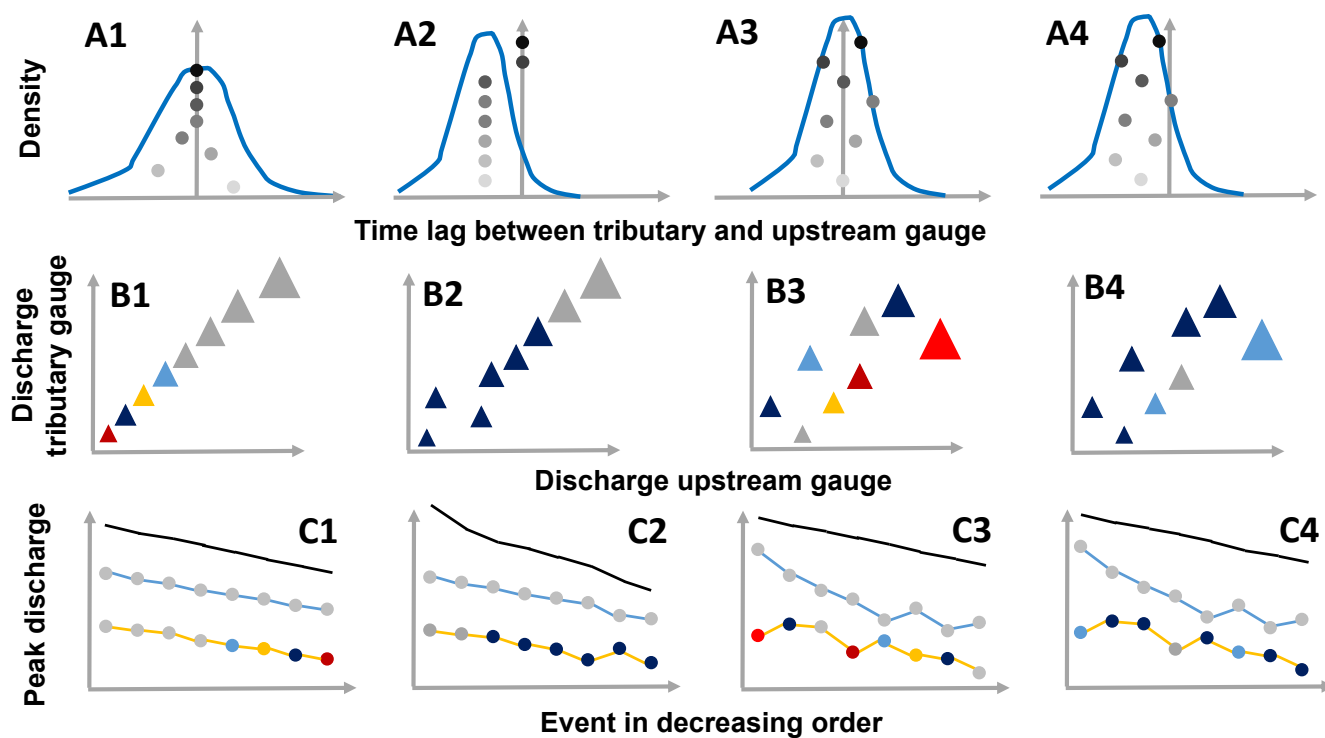 A1 A2 A3 A4
Density
Time lag between tributary and upstream gauge
B1 B2 B3 B4
Discharge
tributary gauge
Discharge upstream gauge
C1 C2 C3 C4
Peak discharge
Event in decreasing order